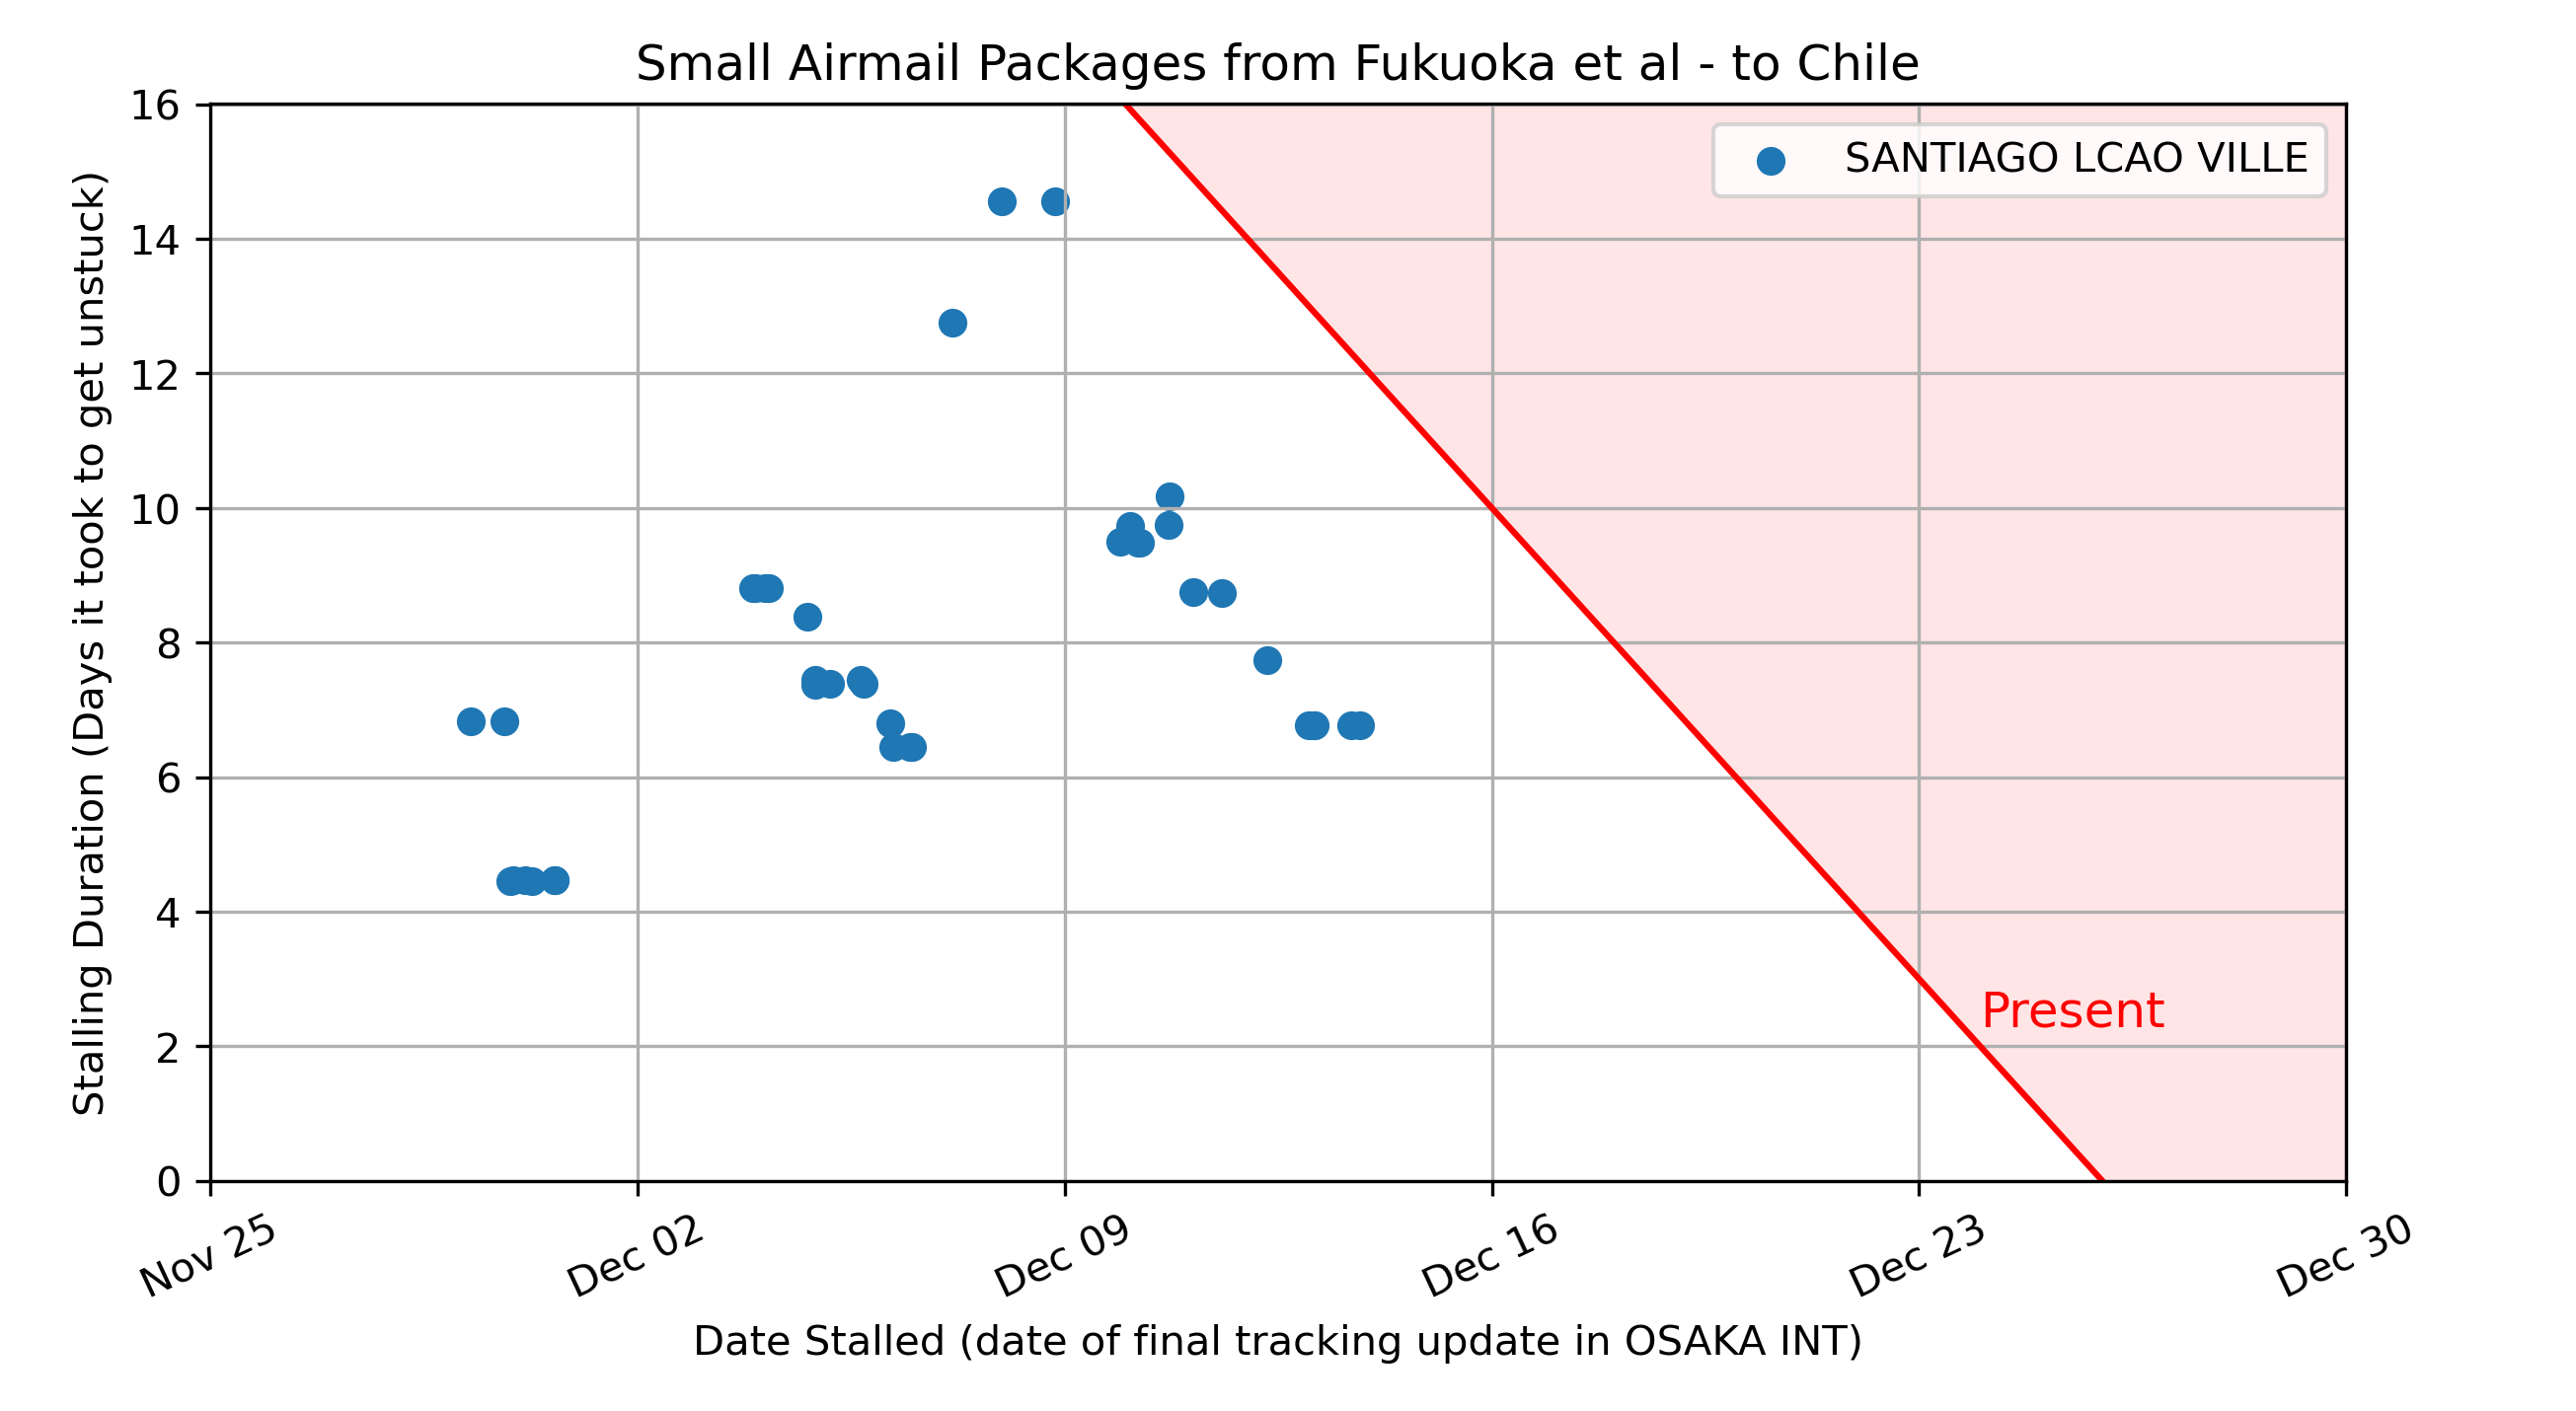 Small Airmail Packages from Fukuoka et al - to Chile
SANTIAGO LCAO VILLE
Stalling Duration (Days it took to get unstuck)
16
14
12
10
8
6
4
2
0
Present
Nov 25
Dec 02
Dec 09
Dec 16
Dec 23
Dec 30
Date Stalled (date of final tracking update in OSAKA INT)